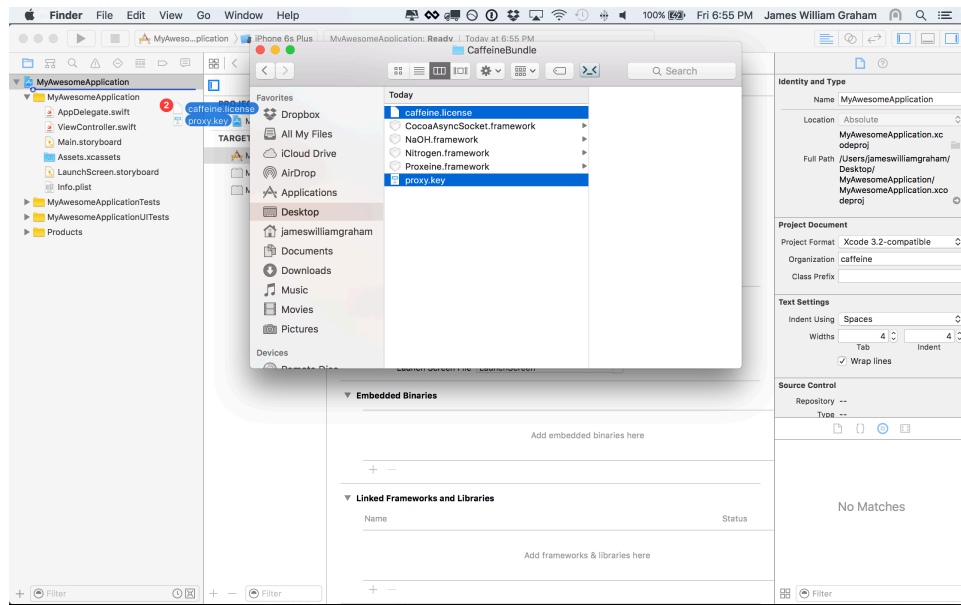 Finder File Edit View Go Window Help 100% Fri 6:55 PM James William Graham
MyAweso...plication iPhone 6s Plus MyAwesomeApplication: Ready Today at 6:55 PM
CaffeineBundle
Search
MyAwesomeApplication
MyAwesomeApplication
AppDelegate.swift
ViewController.swift
Main.storyboard
Assets.xcassets
LaunchScreen.storyboard
Info.plist
MyAwesomeApplicationTests
MyAwesomeApplicationUITests
Products
2
caffeine.license
proxy.key
TARGET
Favorites
Dropbox
All My Files
iCloud Drive
AirDrop
Applications
Desktop
jameswilliamgraham
Documents
Downloads
Music
Movies
Pictures
Devices
Today
caffeine.license
CocoaAsyncSocket.framework
NaOH.framework
Nitrogen.framework
Proxeine.framework
proxy.key
Launch Screen File LaunchScreen
Embedded Binaries
Add embedded binaries here
Linked Frameworks and Libraries
Name Status
Add frameworks & libraries here
Identity and Type
Name MyAwesomeApplication
Location Absolute
MyAwesomeApplication.xc
odeproj
Full Path /Users/jameswilliamgraham/
Desktop/
MyAwesomeApplication/
MyAwesomeApplication.xco
deproj
Project Document
Project Format Xcode 3.2-compatible
Organization caffeine
Class Prefix
Text Settings
Indent Using Spaces
Widths 4 4
Tab Indent
Wrap lines
Source Control
Repository --
Type --
No Matches
Filter
Filter
Filter